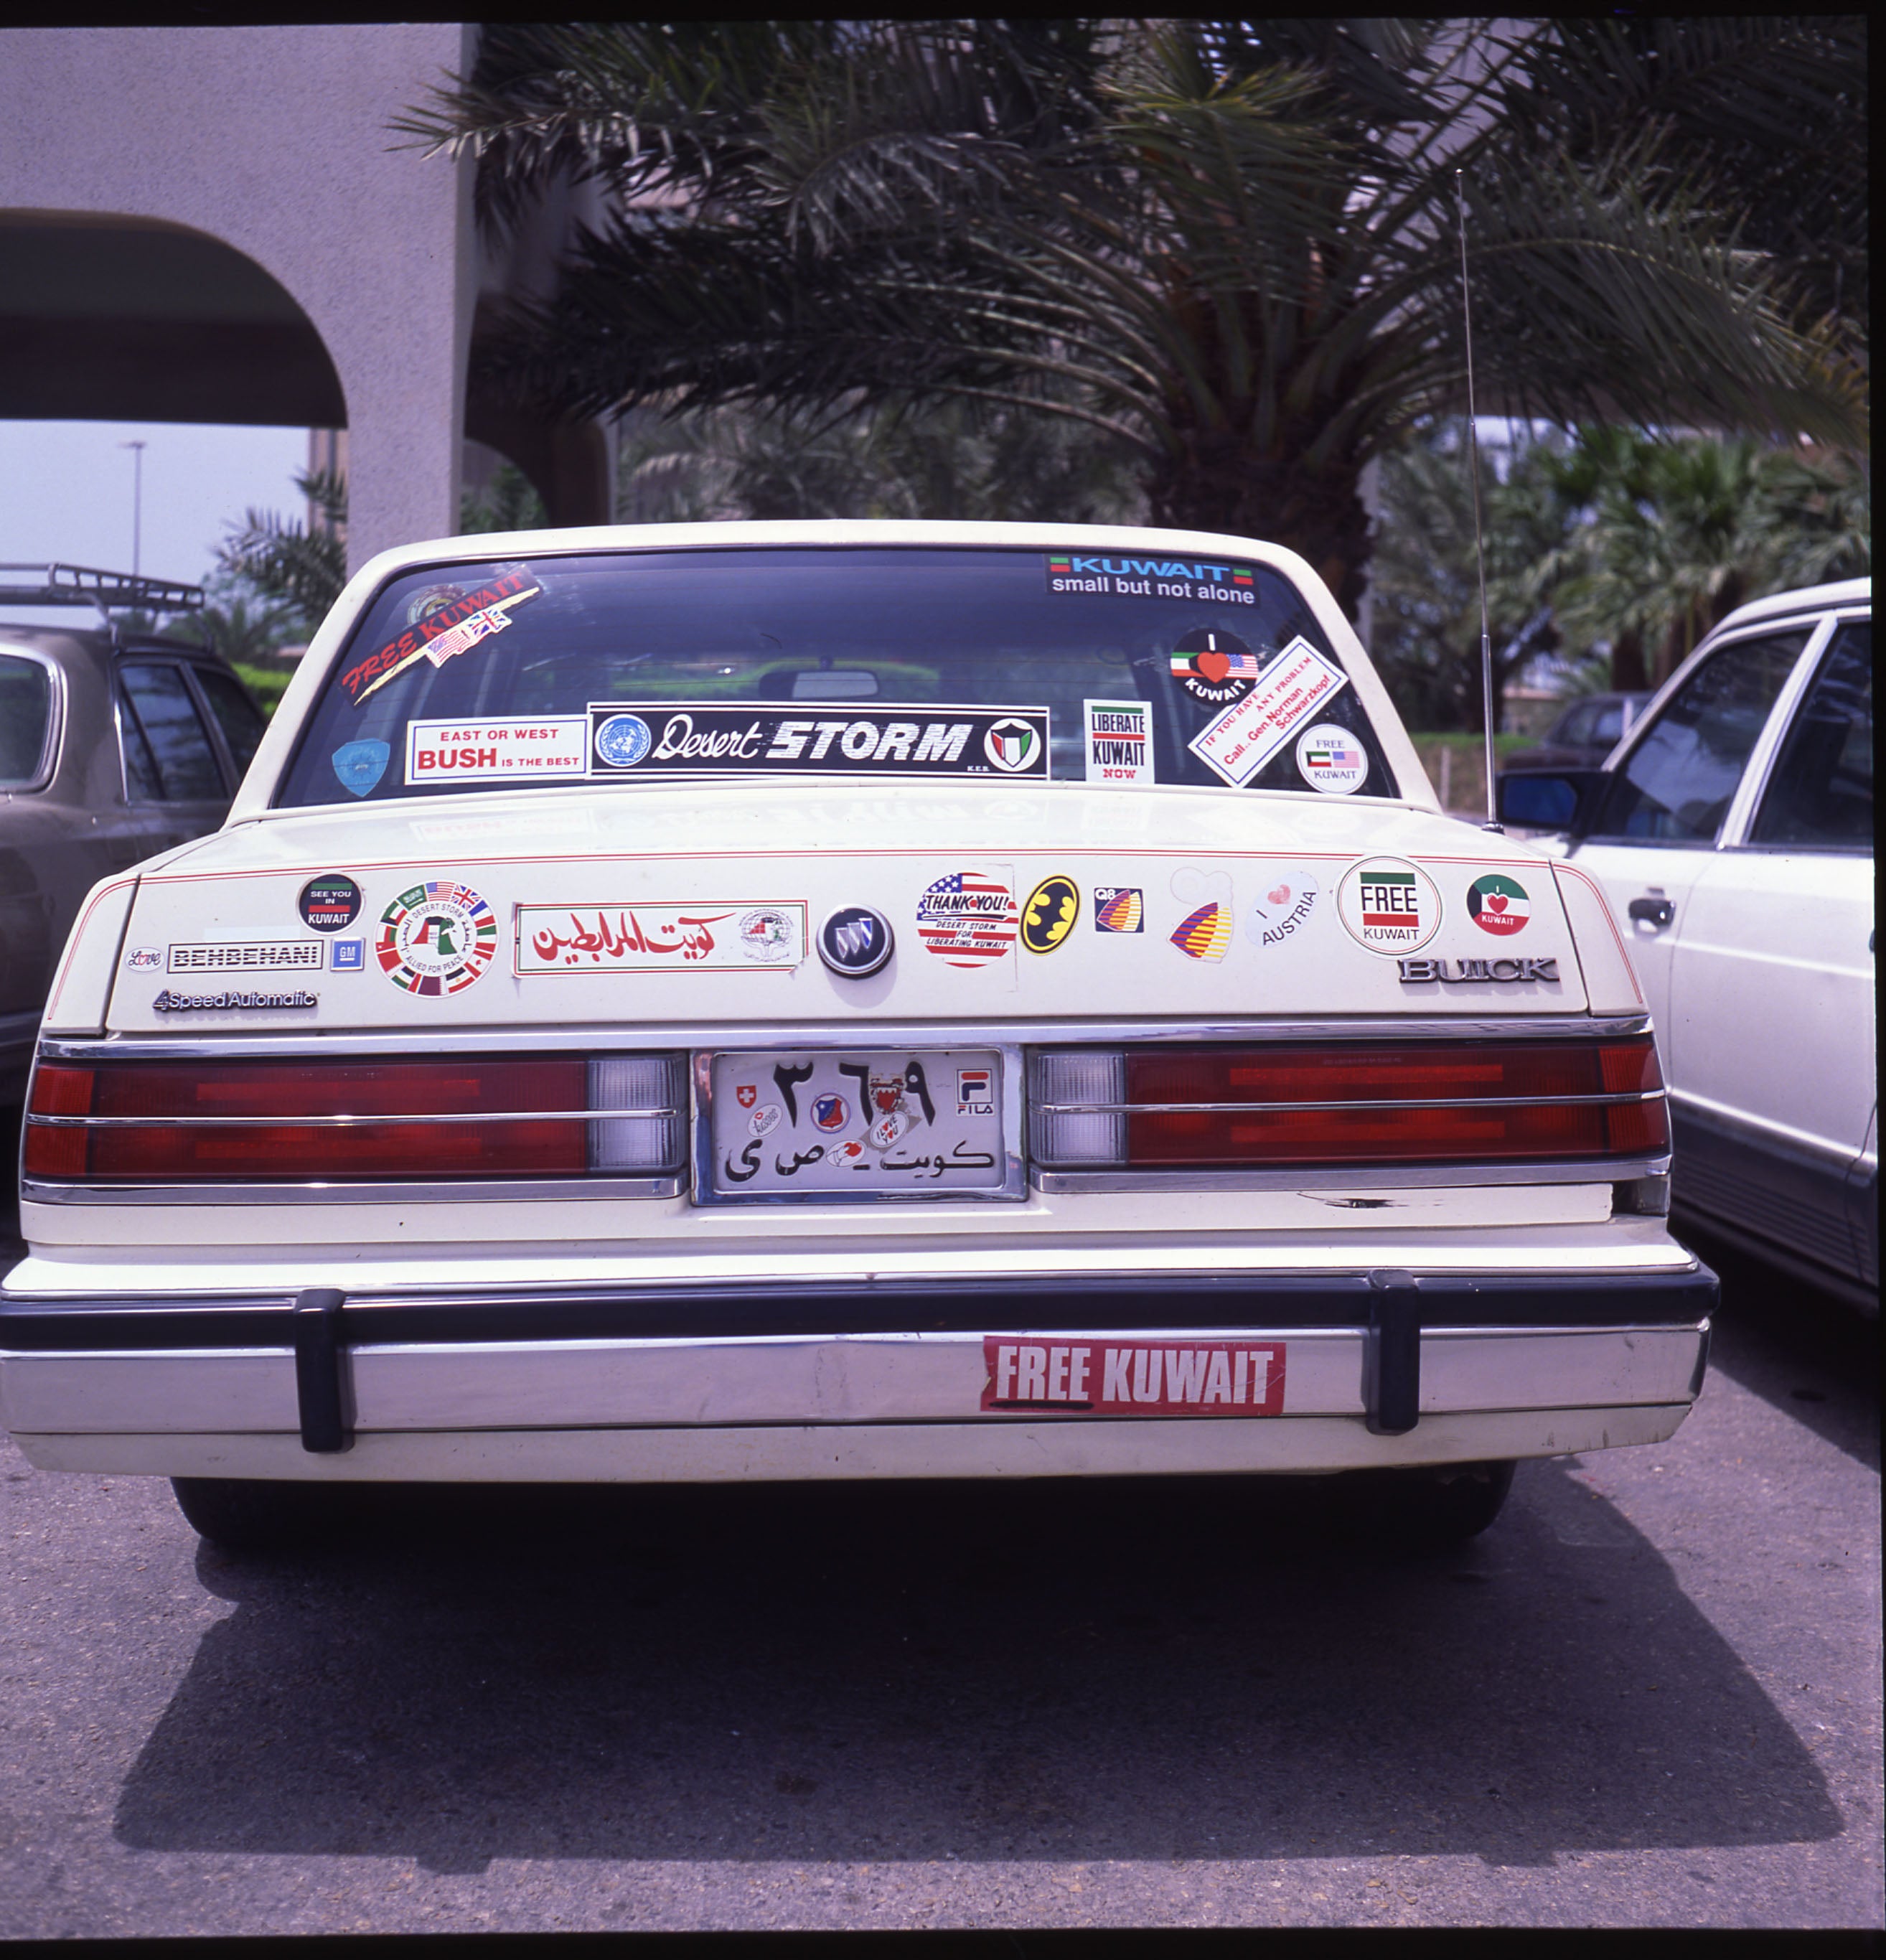 KUWAIT
small but not alone
FREE KUWAIT
I
KUWAIT
IF YOU HAVE ANY PROBLEM
Call.. Gen.Norman
Schwarzkopf
EAST OR WEST
BUSH IS THE BEST
Desert STORM
K.E.B.
LIBERATE
KUWAIT
NOW
FREE
KUWAIT
SEE YOU
IN
KUWAIT
Love
BEHBEHANI
GM
4 Speed Automatic
DESERT STORM
ALLIED FOR PEACE
كويت المرابطين
THANK YOU!
DESERT STORM
FOR
LIBERATING KUWAIT
Q8
I
AUSTRIA
FREE
KUWAIT
I
KUWAIT
BUICK
٣٦٩
FILA
كويت - ص ى
FREE KUWAIT